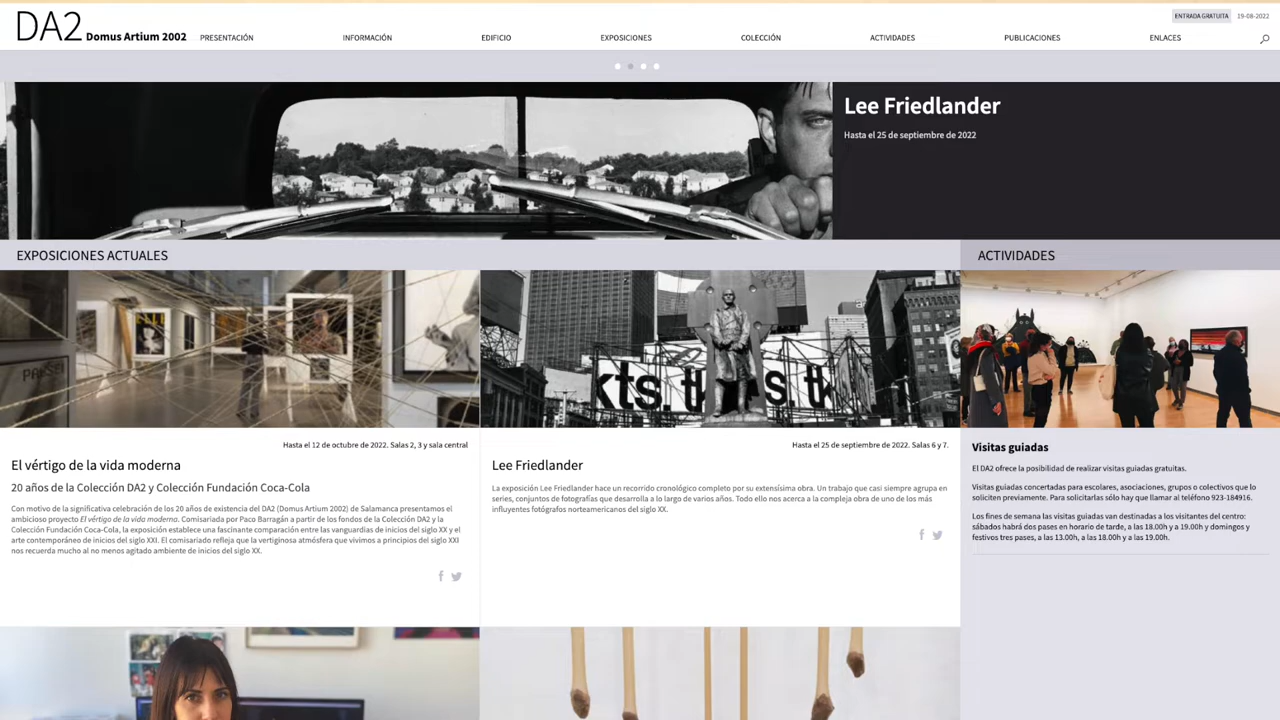 DA2 Domus Artium 2002
ENTRADA GRATUITA 19-08-2022
PRESENTACIÓN INFORMACIÓN EDIFICIO EXPOSICIONES COLECCIÓN ACTIVIDADES PUBLICACIONES ENLACES
Lee Friedlander
Hasta el 25 de septiembre de 2022
EXPOSICIONES ACTUALES
Hasta el 12 de octubre de 2022. Salas 2, 3 y sala central
El vértigo de la vida moderna
20 años de la Colección DA2 y Colección Fundación Coca-Cola
Con motivo de la significativa celebración de los 20 años de existencia del DA2 (Domus Artium 2002) de Salamanca presentamos el
ambicioso proyecto El vértigo de la vida moderna. Comisariada por Paco Barragán a partir de los fondos de la Colección DA2 y la
Colección Fundación Coca-Cola, la exposición establece una fascinante comparación entre las vanguardias de inicios del siglo XX y el
arte contemporáneo de inicios del siglo XXI. El comisariado refleja que la vertiginosa atmósfera que vivimos a principios del siglo XXI
nos recuerda mucho al no menos agitado ambiente de inicios del siglo XX.
kts. th s. tk
Hasta el 25 de septiembre de 2022. Salas 6 y 7.
Lee Friedlander
La exposición Lee Friedlander hace un recorrido cronológico completo por su extensísima obra. Un trabajo que casi siempre agrupa en
series, conjuntos de fotografías que desarrolla a lo largo de varios años. Todo ello nos acerca a la compleja obra de uno de los más
influyentes fotógrafos norteamericanos del siglo XX.
ACTIVIDADES
Visitas guiadas
El DA2 ofrece la posibilidad de realizar visitas guiadas gratuitas.
Visitas guiadas concertadas para escolares, asociaciones, grupos o colectivos que lo
soliciten previamente. Para solicitarlas sólo hay que llamar al teléfono 923-184916.
Los fines de semana las visitas guiadas van destinadas a los visitantes del centro:
sábados habrá dos pases en horario de tarde, a las 18.00h y a 19.00h y domingos y
festivos tres pases, a las 13.00h, a las 18.00h y a las 19.00h.